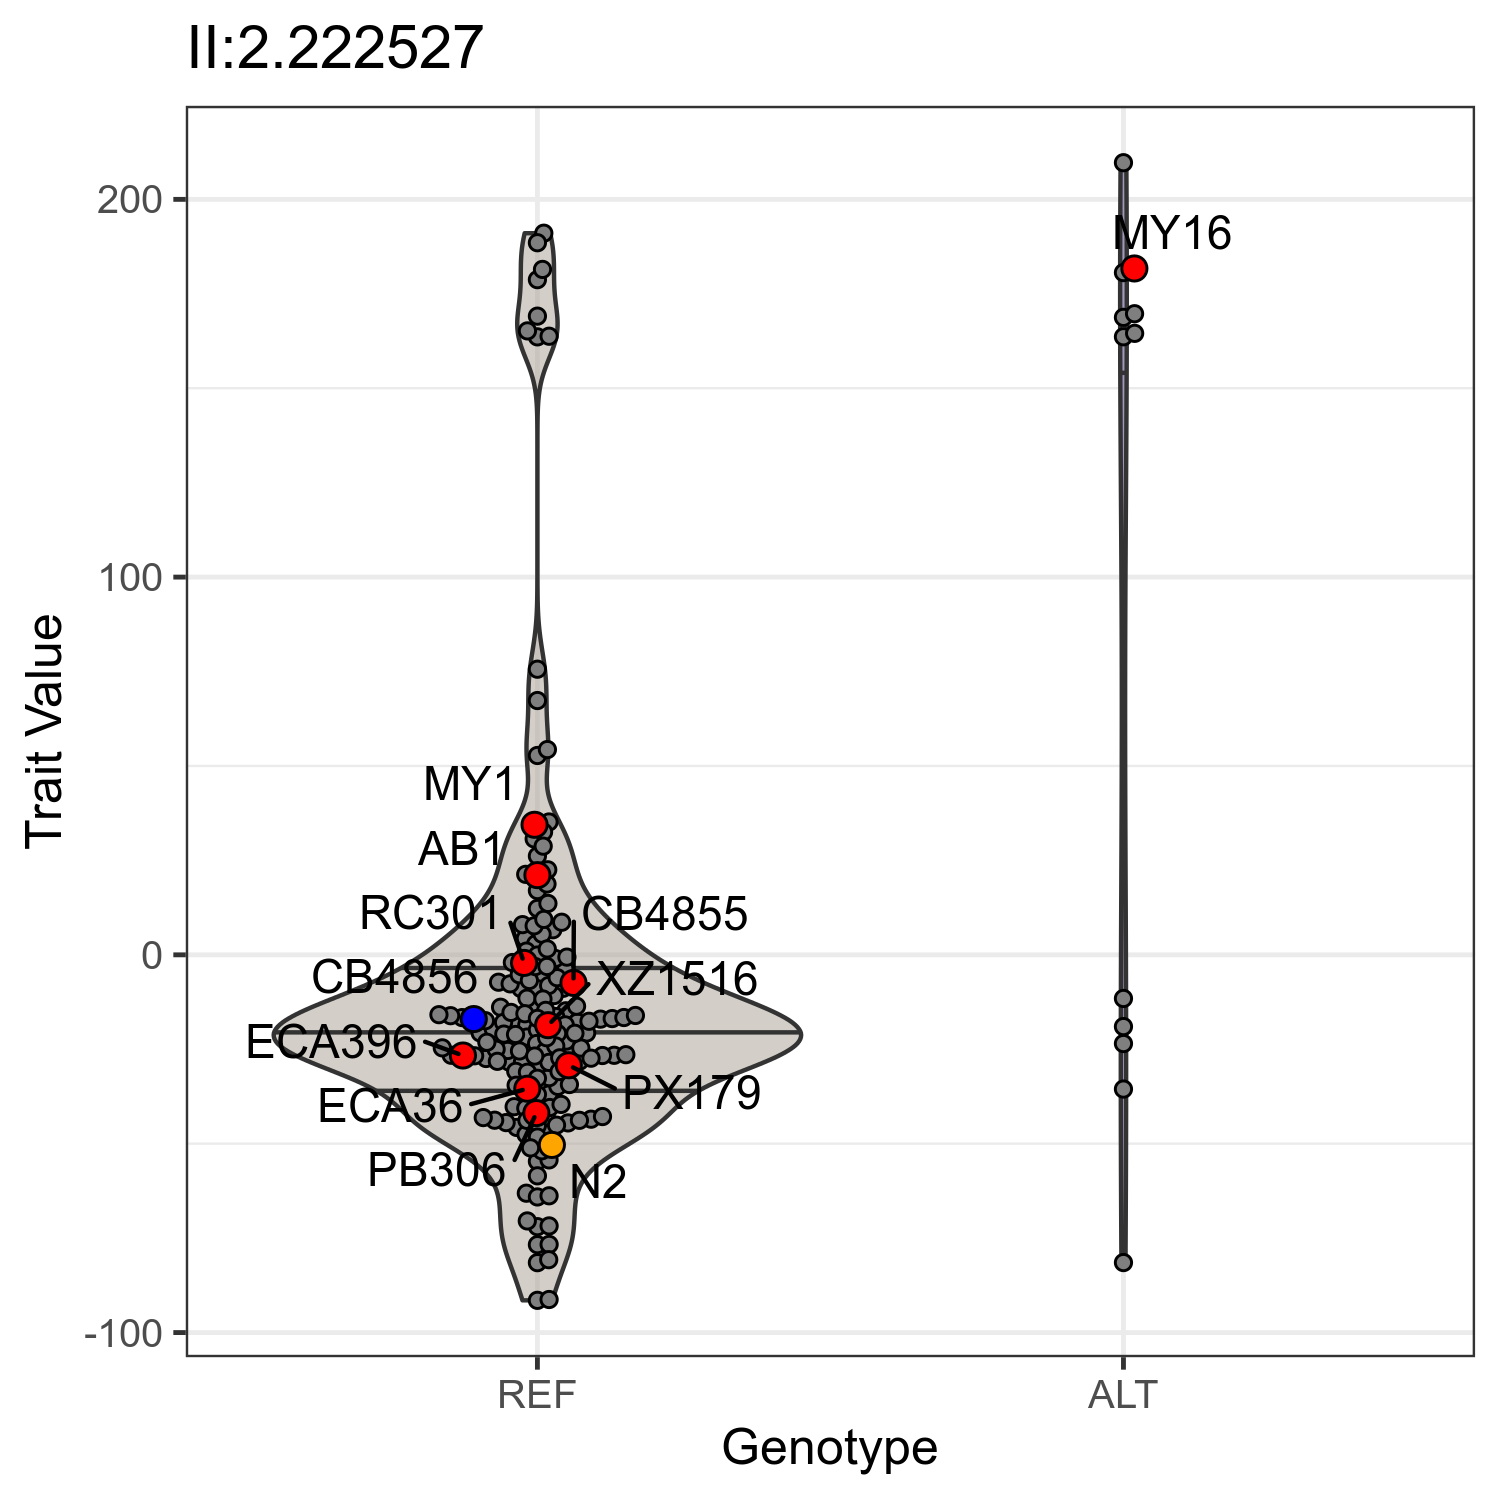 II:2.222527
Trait Value
200
100
0
-100
MY16
MY1
AB1
RC301
CB4855
CB4856
XZ1516
ECA396
ECA36
PX179
PB306
N2
REF
ALT
Genotype